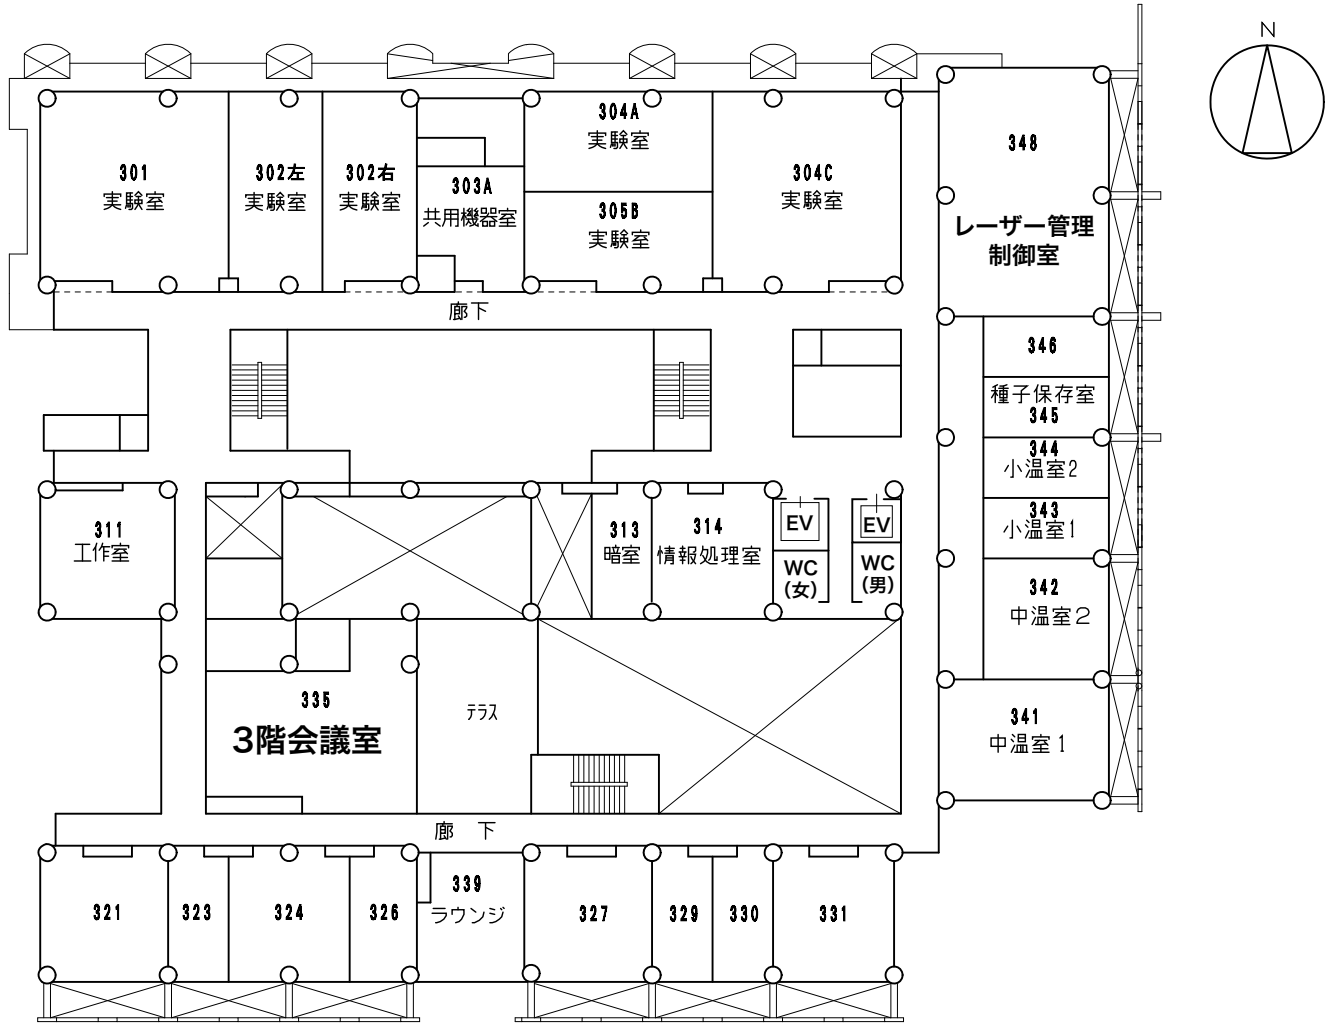 N
301
実験室
302左
実験室
302右
実験室
303A
共用機器室
304A
実験室
305B
実験室
304C
実験室
348
レーザー管理
制御室
廊下
346
種子保存室
345
344
小温室2
343
小温室1
342
中温室2
341
中温室1
311
工作室
313
暗室
314
情報処理室
EV
WC
(女)
EV
WC
(男)
335
3階会議室
テラス
廊 下
321
323
324
326
339
ラウンジ
327
329
330
331